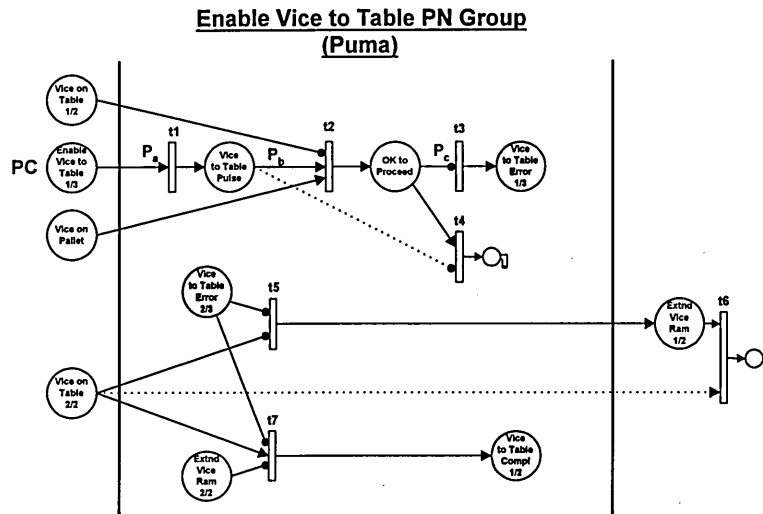 Enable Vice to Table PN Group
(Puma)
Vice on
Table
1/2
PC
Enable
Vice to
Table
1/3
Pa
t1
Vice
to Table
Pulse
Pb
t2
OK to
Proceed
Pc
t3
Vice
to Table
Error
1/3
Vice on
Pallet
t4
Vice
to Table
Error
2/3
t5
Extnd
Vice
Ram
1/2
t6
Vice on
Table
2/2
t7
Extnd
Vice
Ram
2/2
Vice
to Table
Compl
1/2